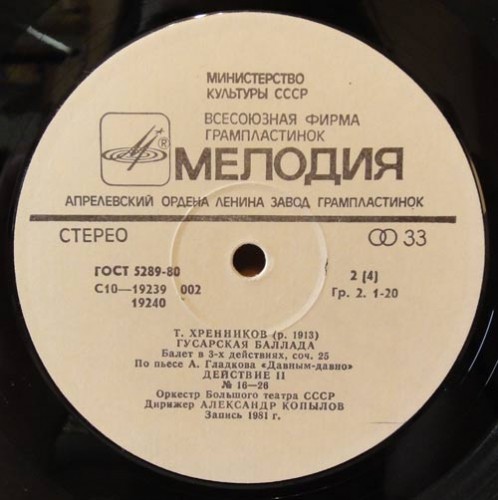 МИНИСТЕРСТВО
КУЛЬТУРЫ СССР
ВСЕСОЮЗНАЯ ФИРМА
ГРАМПЛАСТИНОК
®
МЕЛОДИЯ
АПРЕЛЕВСКИЙ ОРДЕНА ЛЕНИНА ЗАВОД ГРАМПЛАСТИНОК
СТЕРЕО 33
ГОСТ 5289-80 2 [4]
С10—19239 002 Гр. 2. 1-20
19240
Т. ХРЕННИКОВ (р. 1913)
ГУСАРСКАЯ БАЛЛАДА
Балет в 3-х действиях, соч. 25
По пьесе А. Гладкова «Давным-давно»
ДЕЙСТВИЕ II
№ 16—26
Оркестр Большого театра СССР
Дирижер АЛЕКСАНДР КОПЫЛОВ
Запись 1981 г.